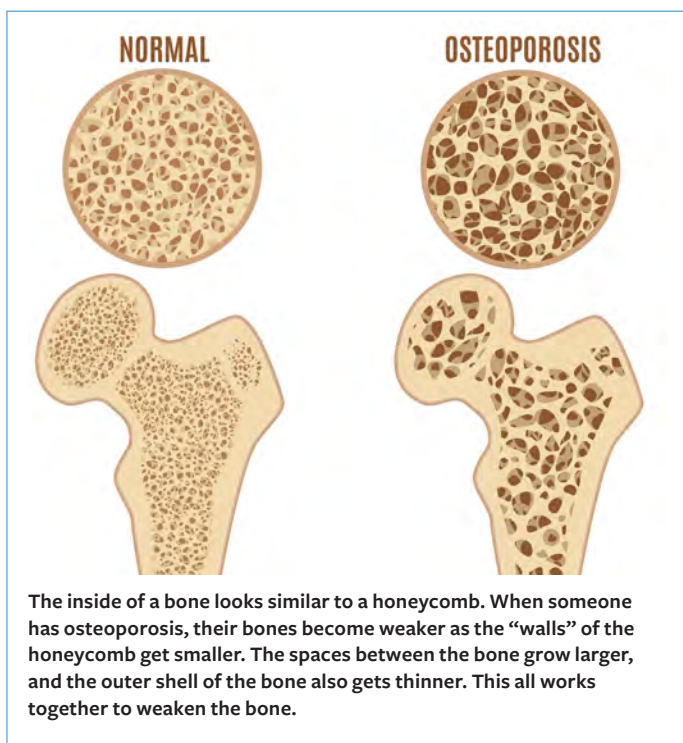 NORMAL
OSTEOPOROSIS
The inside of a bone looks similar to a honeycomb. When someone
has osteoporosis, their bones become weaker as the “walls” of the
honeycomb get smaller. The spaces between the bone grow larger,
and the outer shell of the bone also gets thinner. This all works
together to weaken the bone.